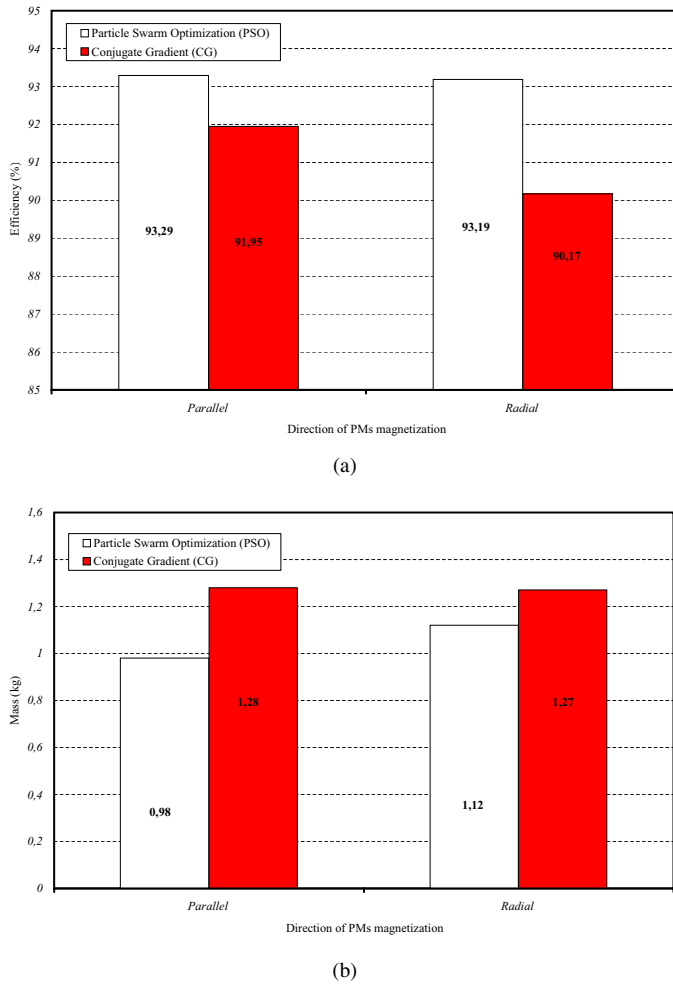 95
94
93
92
91
90
89
88
87
86
85
Efficiency (%)
Particle Swarm Optimization (PSO)
Conjugate Gradient (CG)
93,29
91,95
93,19
90,17
Parallel
Radial
Direction of PMs magnetization
(a)
1,6
1,4
1,2
1
0,8
0,6
0,4
0,2
0
Mass (kg)
Particle Swarm Optimization (PSO)
Conjugate Gradient (CG)
0,98
1,28
1,12
1,27
Parallel
Radial
Direction of PMs magnetization
(b)